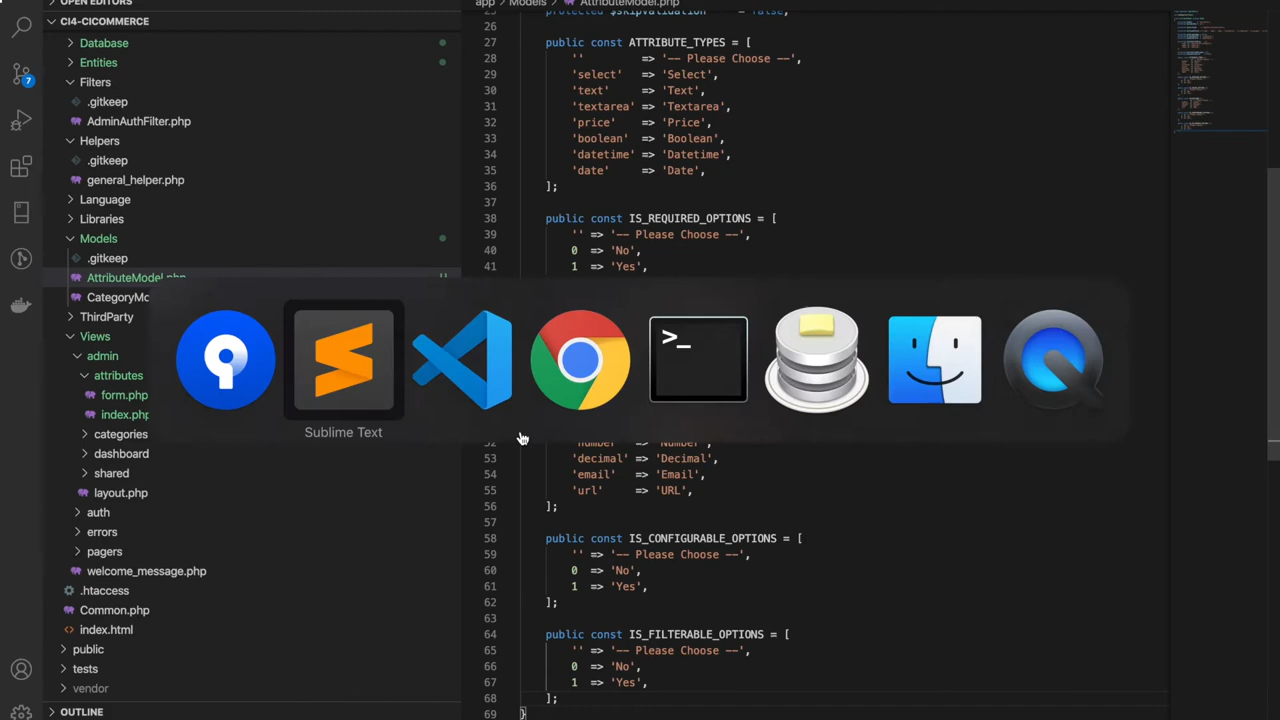 OPEN EDITORS
CI4-CICOMMERCE
Database
Entities
Filters
.gitkeep
AdminAuthFilter.php
Helpers
.gitkeep
general_helper.php
Language
Libraries
Models
.gitkeep
AttributeModel.php
U
CategoryMo
ThirdParty
Views
admin
attributes
form.php
index.php
categories
dashboard
shared
layout.php
auth
errors
pagers
welcome_message.php
.htaccess
Common.php
index.html
public
tests
vendor
OUTLINE
7
app > Models > AttributeModel.php
25 protected $skipValidation = false;
26
27 public const ATTRIBUTE_TYPES = [
28 '' => '-- Please Choose --',
29 'select' => 'Select',
30 'text' => 'Text',
31 'textarea' => 'Textarea',
32 'price' => 'Price',
33 'boolean' => 'Boolean',
34 'datetime' => 'Datetime',
35 'date' => 'Date',
36 ];
37
38 public const IS_REQUIRED_OPTIONS = [
39 '' => '-- Please Choose --',
40 0 => 'No',
41 1 => 'Yes',
>_
Sublime Text
52 'number' => 'Number',
53 'decimal' => 'Decimal',
54 'email' => 'Email',
55 'url' => 'URL',
56 ];
57
58 public const IS_CONFIGURABLE_OPTIONS = [
59 '' => '-- Please Choose --',
60 0 => 'No',
61 1 => 'Yes',
62 ];
63
64 public const IS_FILTERABLE_OPTIONS = [
65 '' => '-- Please Choose --',
66 0 => 'No',
67 1 => 'Yes',
68 ];
69 }